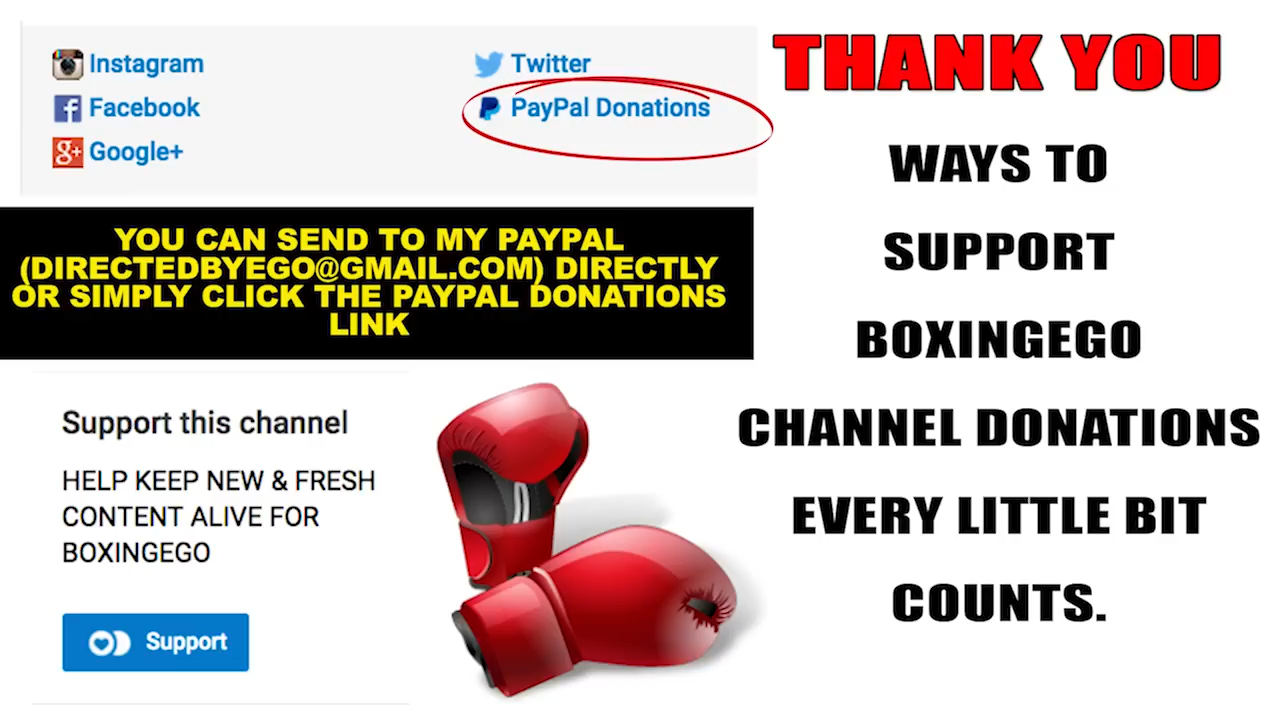 Instagram
Twitter
Facebook
PayPal Donations
Google+
YOU CAN SEND TO MY PAYPAL
(DIRECTEDBYEGO@GMAIL.COM) DIRECTLY
OR SIMPLY CLICK THE PAYPAL DONATIONS
LINK
Support this channel
HELP KEEP NEW & FRESH
CONTENT ALIVE FOR
BOXINGEGO
Support
THANK YOU
WAYS TO
SUPPORT
BOXINGEGO
CHANNEL DONATIONS
EVERY LITTLE BIT
COUNTS.